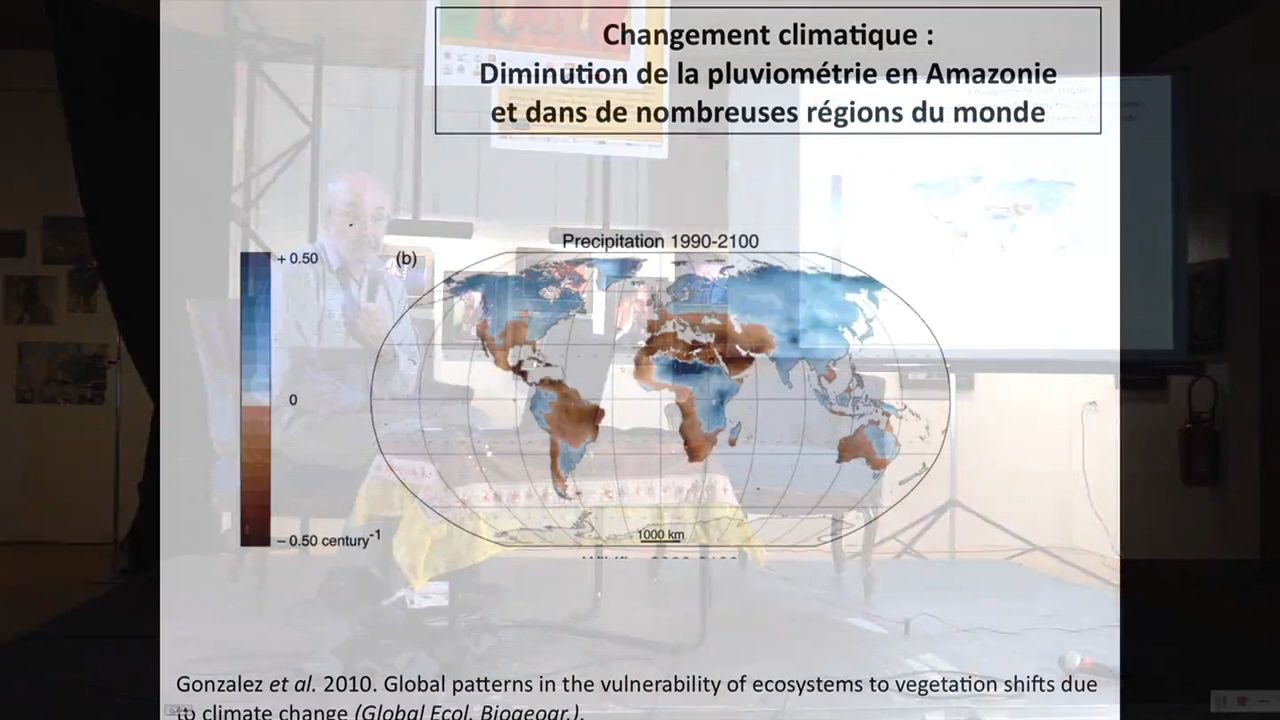 Changement climatique :
Diminution de la pluviométrie en Amazonie
et dans de nombreuses régions du monde
Precipitation 1990-2100
(b)
+ 0.50
0
– 0.50 century-1
1000 km
Gonzalez et al. 2010. Global patterns in the vulnerability of ecosystems to vegetation shifts due
to climate change (Global Ecol. Biogeogr.).